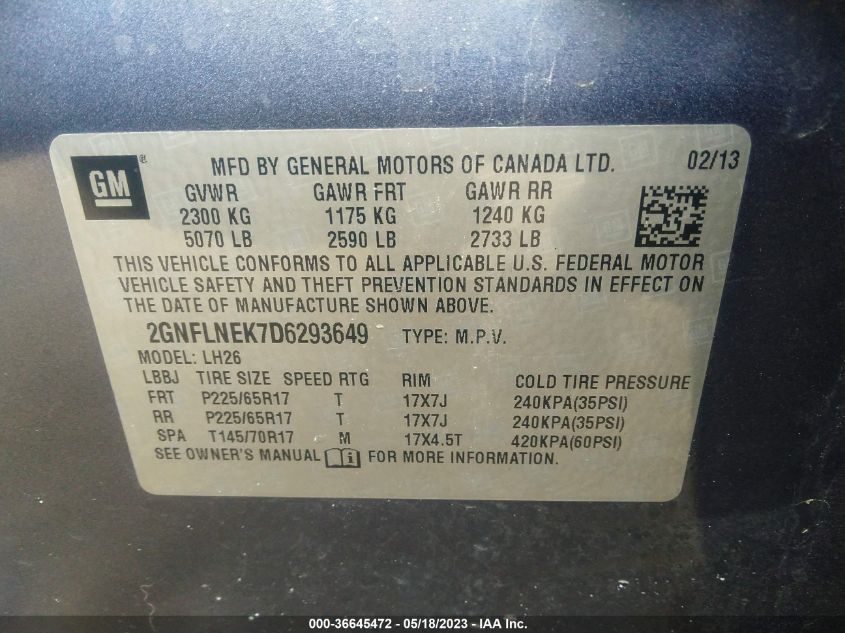 GM ® MFD BY GENERAL MOTORS OF CANADA LTD. 02/13
GVWR GAWR FRT GAWR RR
2300 KG 1175 KG 1240 KG
5070 LB 2590 LB 2733 LB
THIS VEHICLE CONFORMS TO ALL APPLICABLE U.S. FEDERAL MOTOR
VEHICLE SAFETY AND THEFT PREVENTION STANDARDS IN EFFECT ON
THE DATE OF MANUFACTURE SHOWN ABOVE.
2GNFLNEK7D6293649 TYPE: M.P.V.
MODEL: LH26
LBBJ TIRE SIZE SPEED RTG RIM COLD TIRE PRESSURE
FRT P225/65R17 T 17X7J 240KPA(35PSI)
RR P225/65R17 T 17X7J 240KPA(35PSI)
SPA T145/70R17 M 17X4.5T 420KPA(60PSI)
SEE OWNER'S MANUAL i FOR MORE INFORMATION.
000-36645472 - 05/18/2023 - IAA Inc.